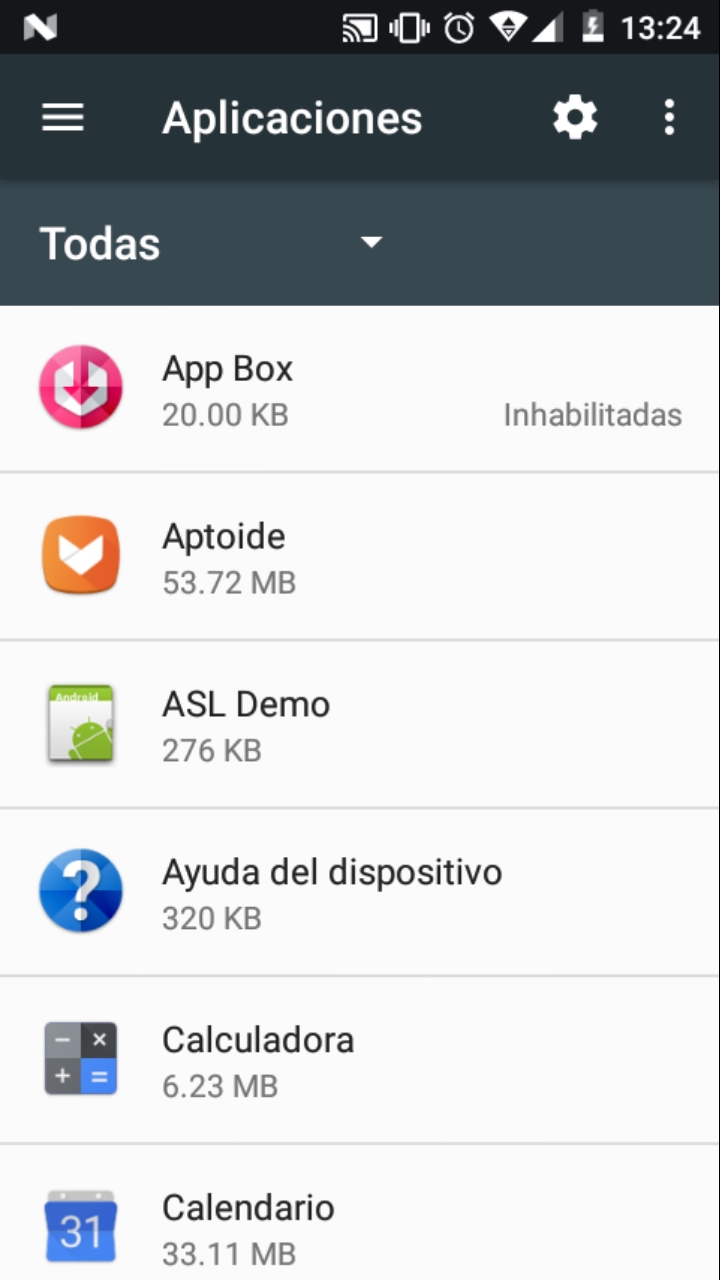 13:24
Aplicaciones
Todas
App Box
20.00 KB
Inhabilitadas
Aptoide
53.72 MB
Android
ASL Demo
276 KB
?
Ayuda del dispositivo
320 KB
− ×
+ =
Calculadora
6.23 MB
31
Calendario
33.11 MB